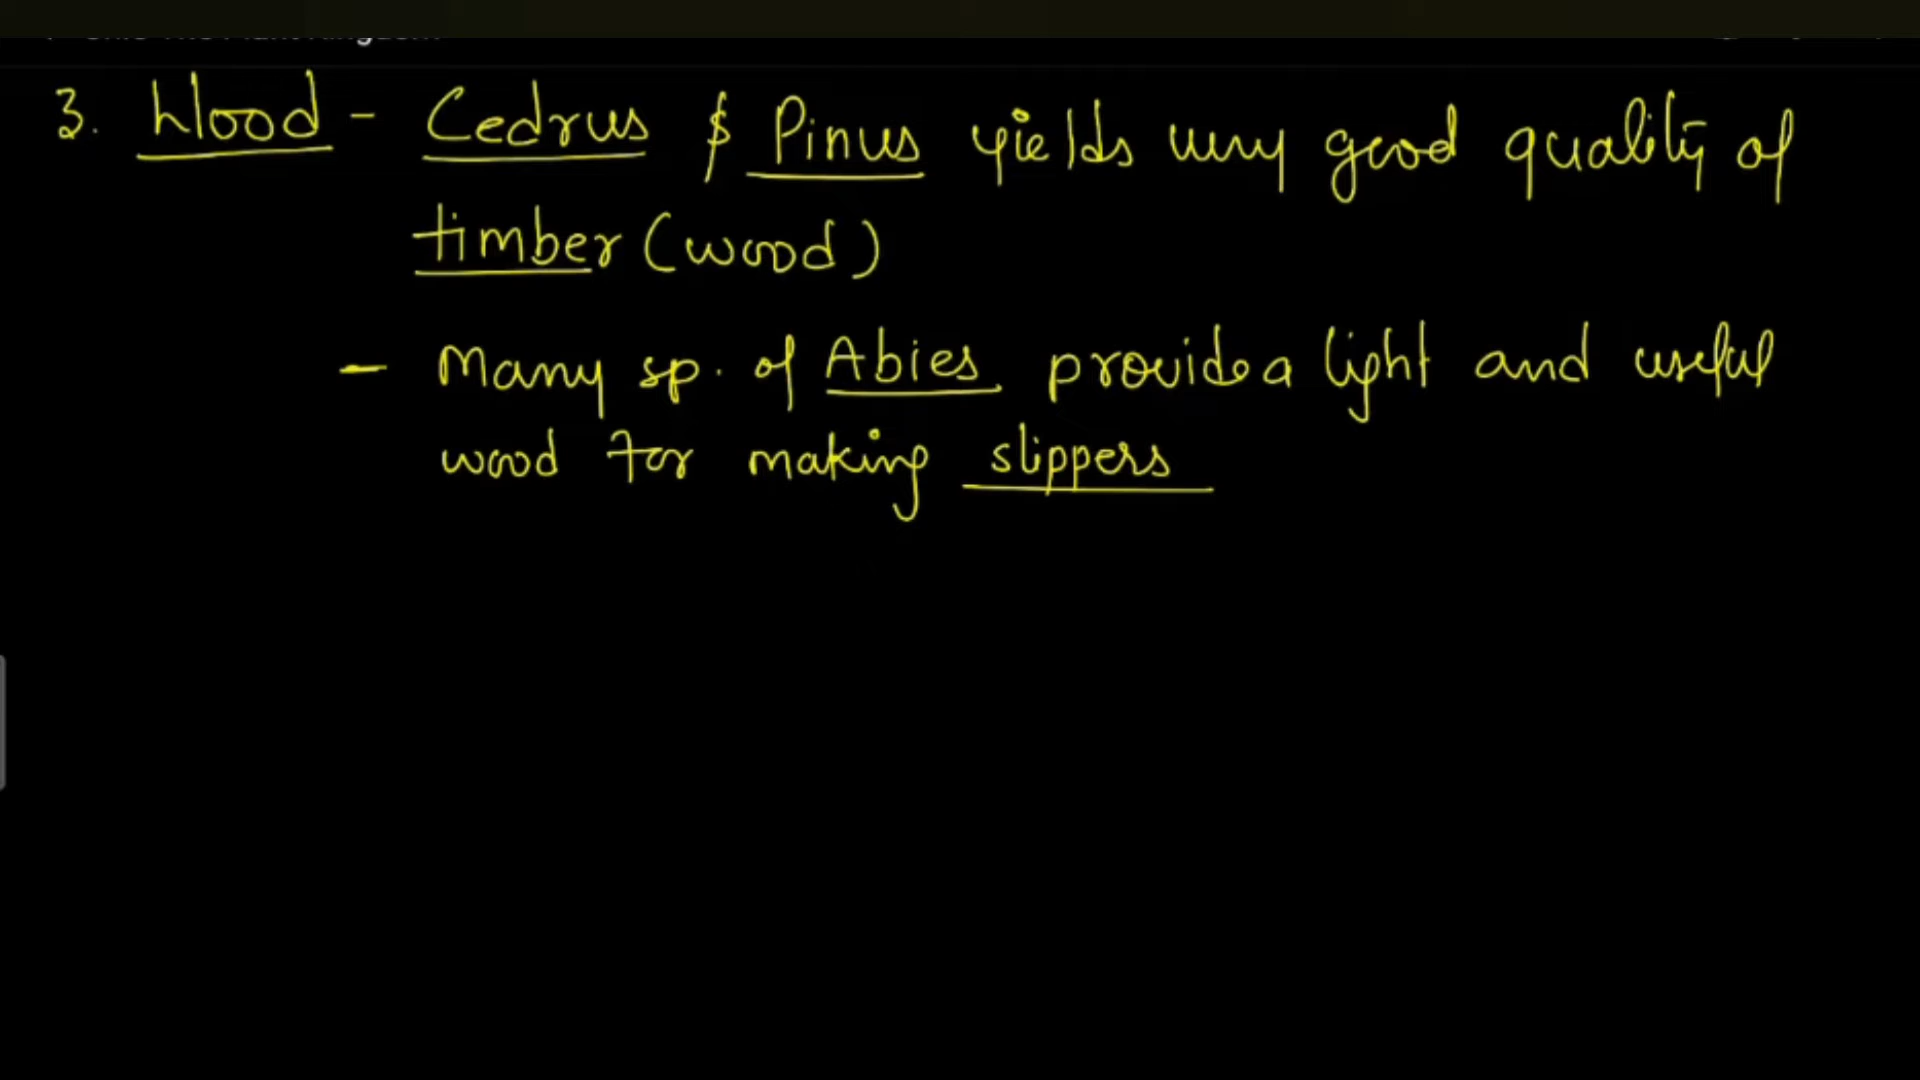 3. Wood - Cedrus & Pinus yields very good quality of
timber (wood)
- Many sp. of Abies provide a light and useful
wood for making slippers